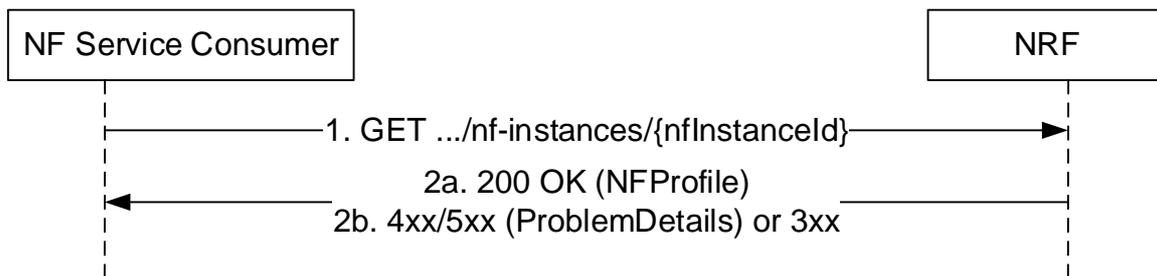 NF Service Consumer
NRF
1. GET .../nf-instances/{nfInstanceId}
2a. 200 OK (NFProfile)
2b. 4xx/5xx (ProblemDetails) or 3xx